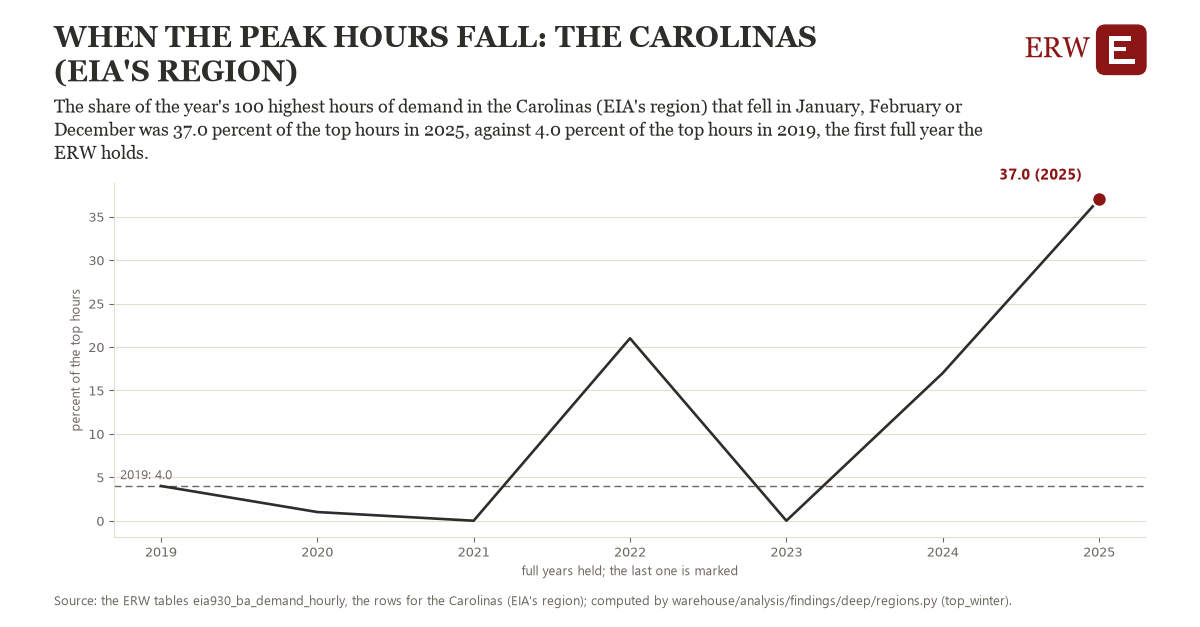 WHEN THE PEAK HOURS FALL: THE CAROLINAS
(EIA'S REGION)
ERW E
The share of the year's 100 highest hours of demand in the Carolinas (EIA's region) that fell in January, February or
December was 37.0 percent of the top hours in 2025, against 4.0 percent of the top hours in 2019, the first full year the
ERW holds.
37.0 (2025)
35
30
25
20
15
10
5
0
percent of the top hours
2019: 4.0
2019 2020 2021 2022 2023 2024 2025
full years held; the last one is marked
Source: the ERW tables eia930_ba_demand_hourly, the rows for the Carolinas (EIA's region); computed by warehouse/analysis/findings/deep/regions.py (top_winter).